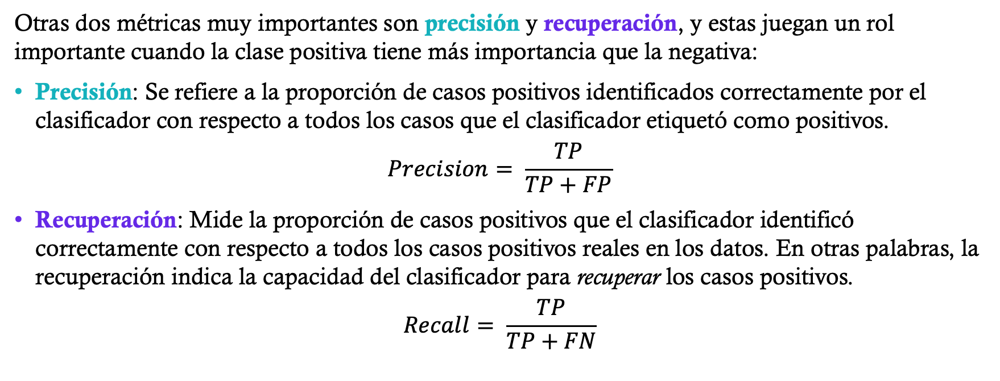 Otras dos métricas muy importantes son precisión y recuperación, y estas juegan un rol
importante cuando la clase positiva tiene más importancia que la negativa:
• Precisión: Se refiere a la proporción de casos positivos identificados correctamente por el
clasificador con respecto a todos los casos que el clasificador etiquetó como positivos.
Precision = TP / (TP + FP)
• Recuperación: Mide la proporción de casos positivos que el clasificador identificó
correctamente con respecto a todos los casos positivos reales en los datos. En otras palabras, la
recuperación indica la capacidad del clasificador para recuperar los casos positivos.
Recall = TP / (TP + FN)